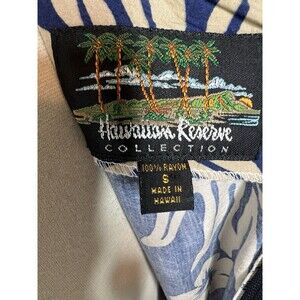 Hawaiian Reserve
COLLECTION
100% RAYON
S
MADE IN
HAWAII